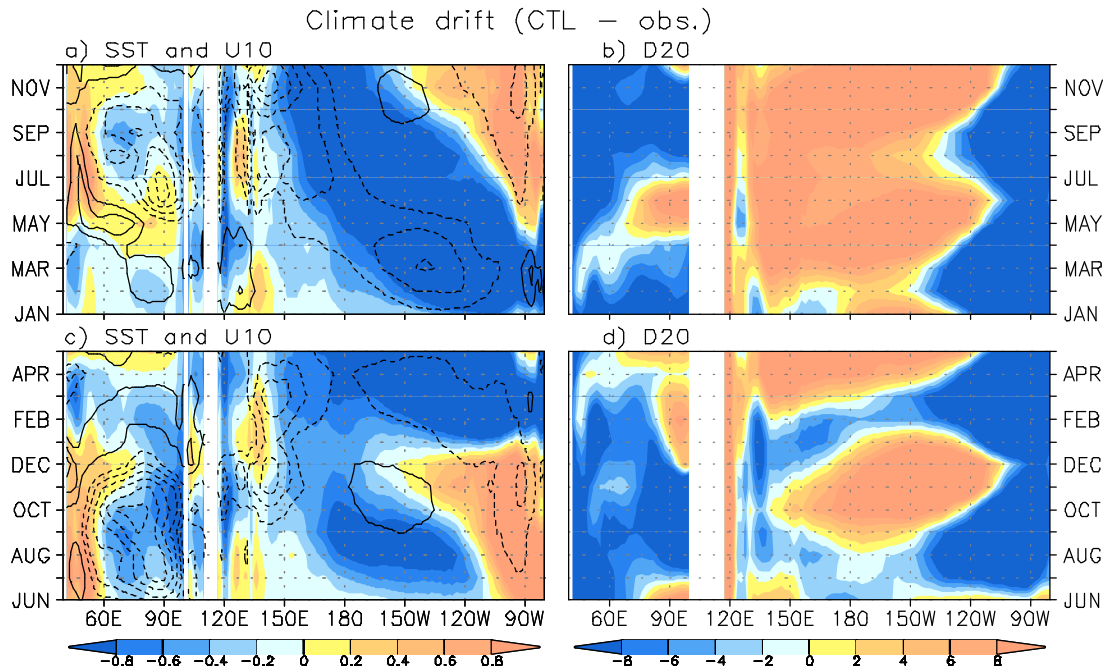 Climate drift (CTL − obs.)
a) SST and U10
b) D20
NOV
SEP
JUL
MAY
MAR
JAN
NOV
SEP
JUL
MAY
MAR
JAN
c) SST and U10
d) D20
APR
FEB
DEC
OCT
AUG
JUN
APR
FEB
DEC
OCT
AUG
JUN
60E 90E 120E 150E 180 150W 120W 90W
60E 90E 120E 150E 180 150W 120W 90W
−0.8 −0.6 −0.4 −0.2 0 0.2 0.4 0.6 0.8
−8 −6 −4 −2 0 2 4 6 8